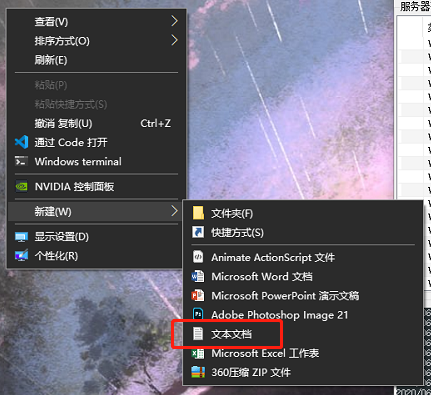 服务器
查看(V)
排序方式(O)
刷新(E)
粘贴(P)
粘贴快捷方式(S)
撤消 复制(U) Ctrl+Z
通过 Code 打开
Windows terminal
NVIDIA 控制面板
新建(W)
显示设置(D)
个性化(R)
文件夹(F)
快捷方式(S)
Animate ActionScript 文件
Microsoft Word 文档
Microsoft PowerPoint 演示文稿
Adobe Photoshop Image 21
文本文档
Microsoft Excel 工作表
360压缩 ZIP 文件